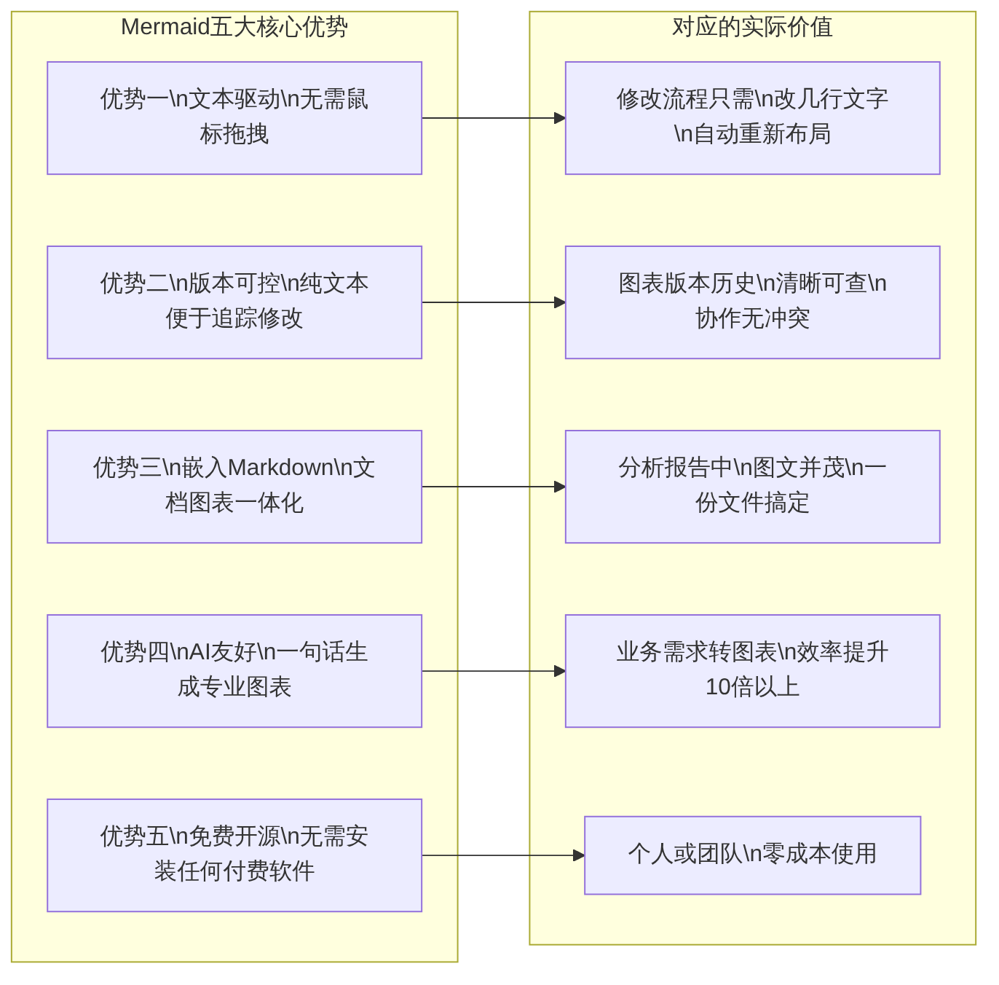 Mermaid五大核心优势
优势一\n文本驱动\n无需鼠
标拖拽
优势二\n版本可控\n纯文本
便于追踪修改
优势三\n嵌入Markdown\n文
档图表一体化
优势四\nAI友好\n一句话生
成专业图表
优势五\n免费开源\n无需安
装任何付费软件
对应的实际价值
修改流程只需\n改几行文字
\n自动重新布局
图表版本历史\n清晰可查\n
协作无冲突
分析报告中\n图文并茂\n一
份文件搞定
业务需求转图表\n效率提升
10倍以上
个人或团队\n零成本使用